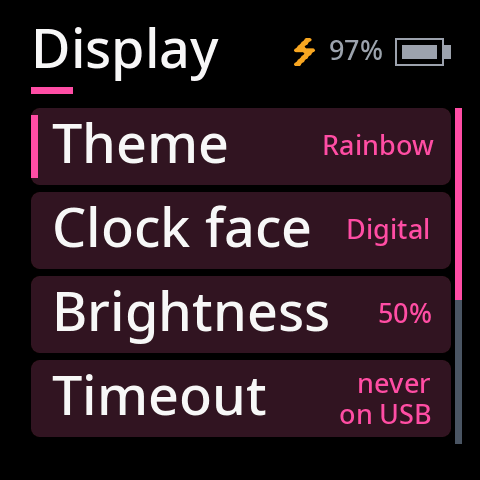 Display
97%
Theme Rainbow
Clock face Digital
Brightness 50%
Timeout never
on USB